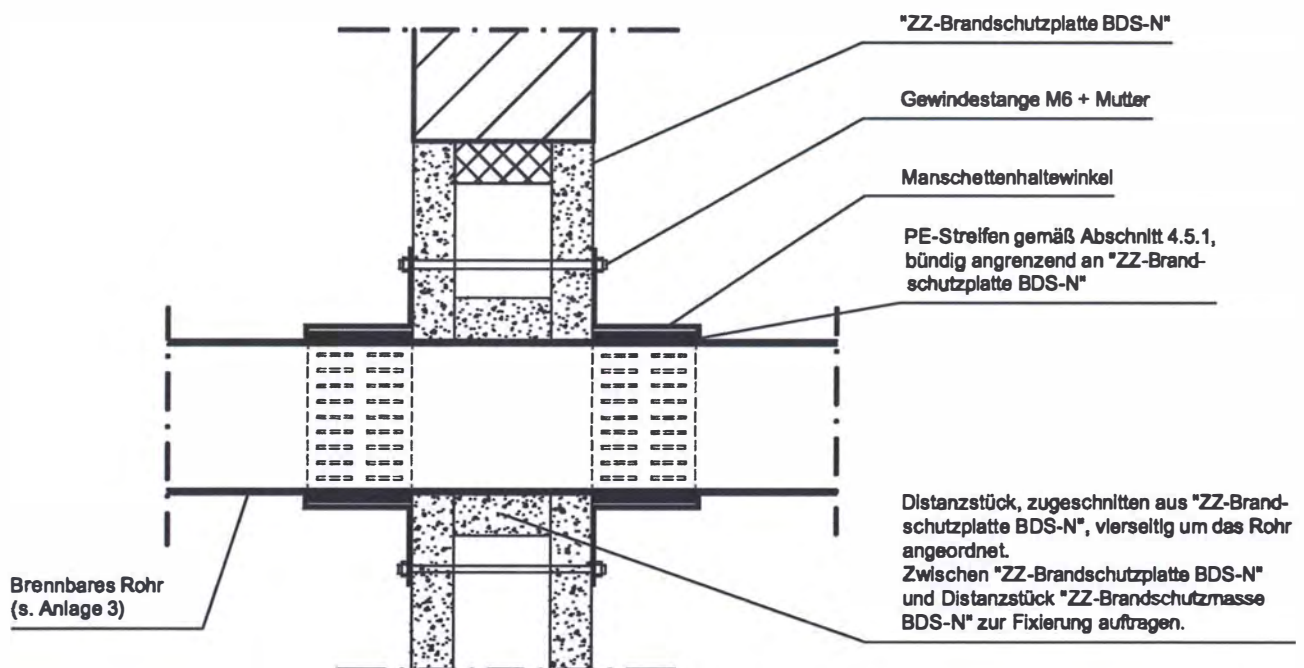 "ZZ-Brandschutzplatte BDS-N"
Gewindestange M6 + Mutter
Manschettenhaltewinkel
PE-Streifen gemäß Abschnitt 4.5.1,
bündig angrenzend an "ZZ-Brand-
schutzplatte BDS-N"
Distanzstück, zugeschnitten aus "ZZ-Brand-
schutzplatte BDS-N", vierseitig um das Rohr
angeordnet.
Zwischen "ZZ-Brandschutzplatte BDS-N"
und Distanzstück "ZZ-Brandschutzmasse
BDS-N" zur Fixierung auftragen.
Brennbares Rohr
(s. Anlage 3)